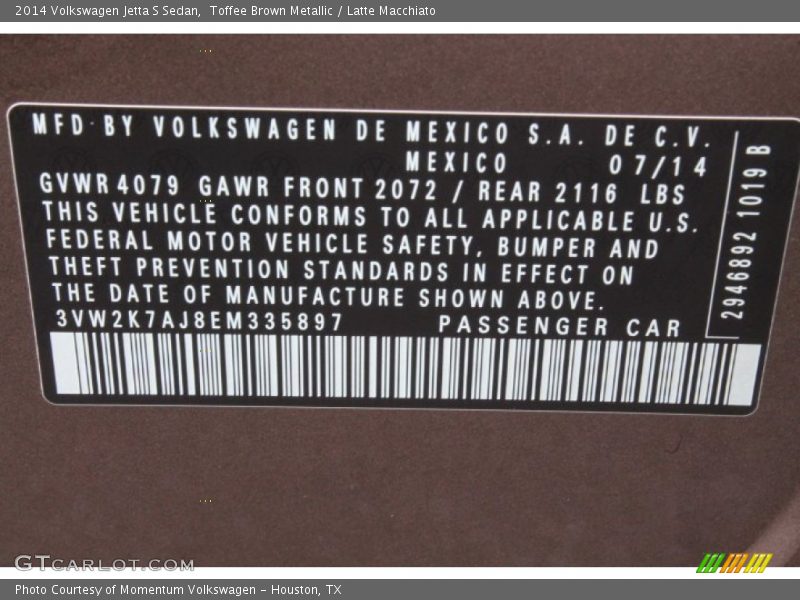 2014 Volkswagen Jetta S Sedan,  Toffee Brown Metallic / Latte Macchiato
MFD BY VOLKSWAGEN DE MEXICO S.A. DE C.V.
MEXICO 07/14
GVWR 4079 GAWR FRONT 2072 / REAR 2116 LBS
THIS VEHICLE CONFORMS TO ALL APPLICABLE U.S.
FEDERAL MOTOR VEHICLE SAFETY, BUMPER AND
THEFT PREVENTION STANDARDS IN EFFECT ON
THE DATE OF MANUFACTURE SHOWN ABOVE.
3VW2K7AJ8EM335897 PASSENGER CAR
2946892 1019 B
GTCARLOT.COM
Photo Courtesy of Momentum Volkswagen - Houston, TX